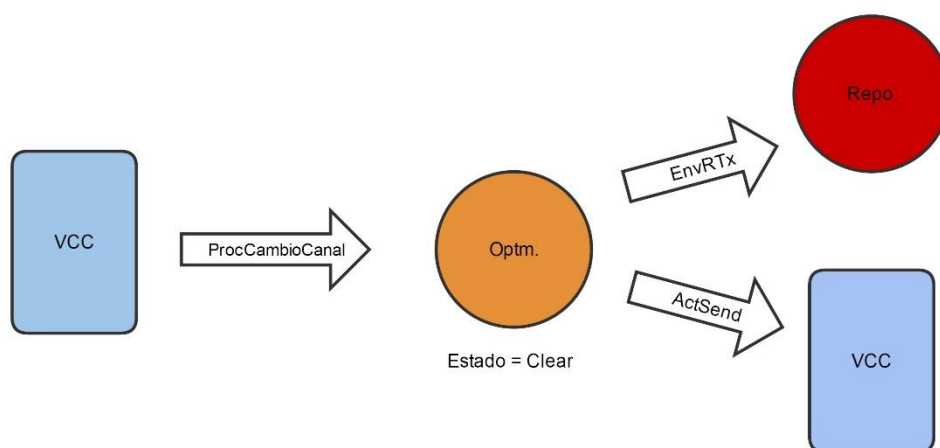 Repo.
EnvRTx
VCC
ProcCambioCanal
Optm.
ActSend
Estado = Clear
VCC